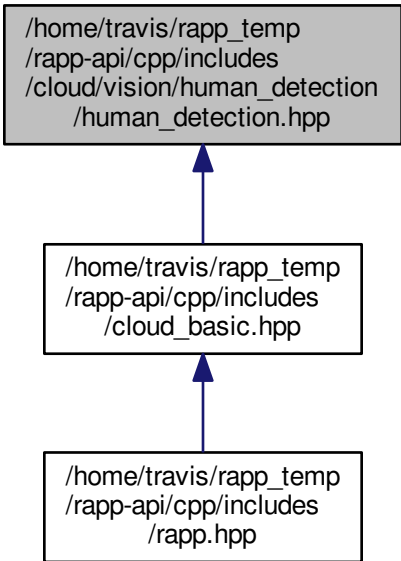 /home/travis/rapp_temp
/rapp-api/cpp/includes
/cloud/vision/human_detection
/human_detection.hpp
/home/travis/rapp_temp
/rapp-api/cpp/includes
/cloud_basic.hpp
/home/travis/rapp_temp
/rapp-api/cpp/includes
/rapp.hpp